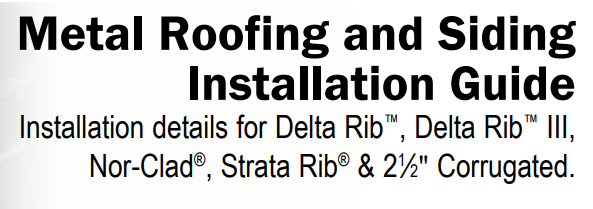 Metal Roofing and Siding
Installation Guide
Installation details for Delta Rib™, Delta Rib™ III,
Nor-Clad®, Strata Rib® & 2½" Corrugated.